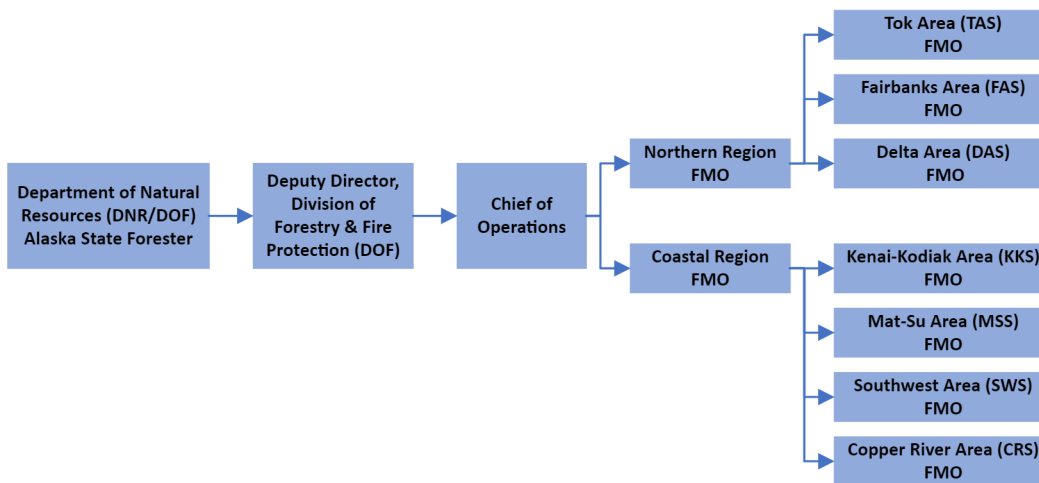 Department of Natural
Resources (DNR/DOF)
Alaska State Forester
Deputy Director,
Division of
Forestry & Fire
Protection (DOF)
Chief of
Operations
Northern Region
FMO
Coastal Region
FMO
Tok Area (TAS)
FMO
Fairbanks Area (FAS)
FMO
Delta Area (DAS)
FMO
Kenai-Kodiak Area (KKS)
FMO
Mat-Su Area (MSS)
FMO
Southwest Area (SWS)
FMO
Copper River Area (CRS)
FMO